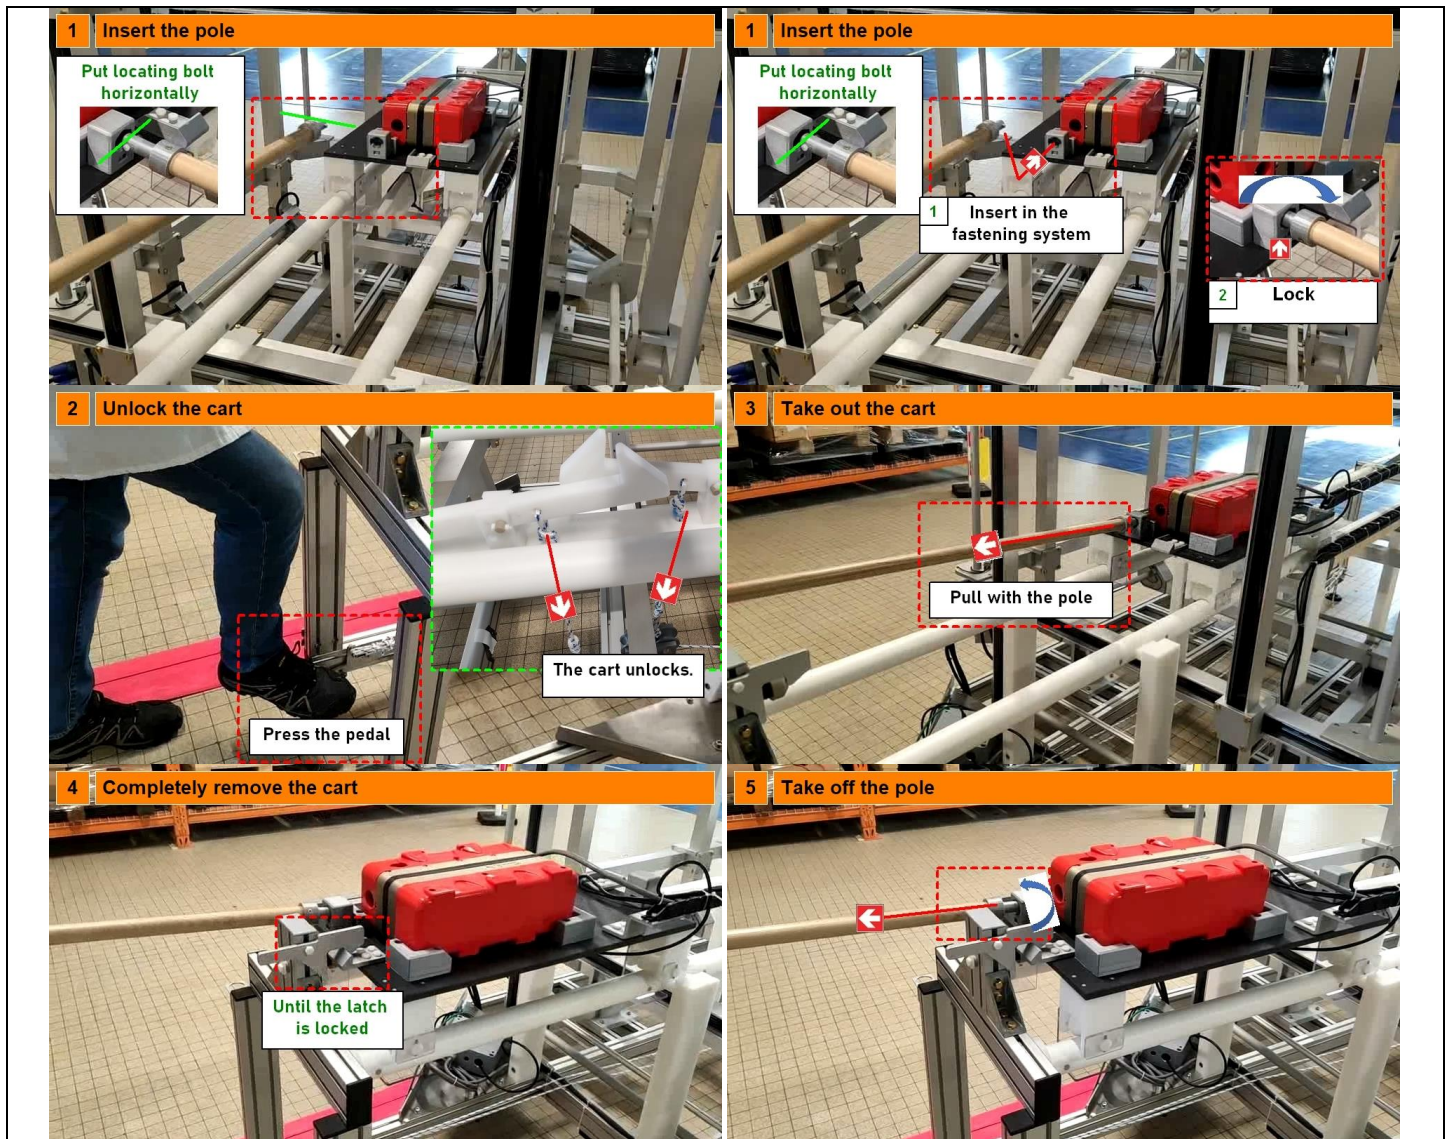 1 Insert the pole
Put locating bolt
horizontally
1 Insert the pole
Put locating bolt
horizontally
1 Insert in the
fastening system
2 Lock
2 Unlock the cart
Press the pedal
The cart unlocks.
3 Take out the cart
Pull with the pole
4 Completely remove the cart
Until the latch
is locked
5 Take off the pole